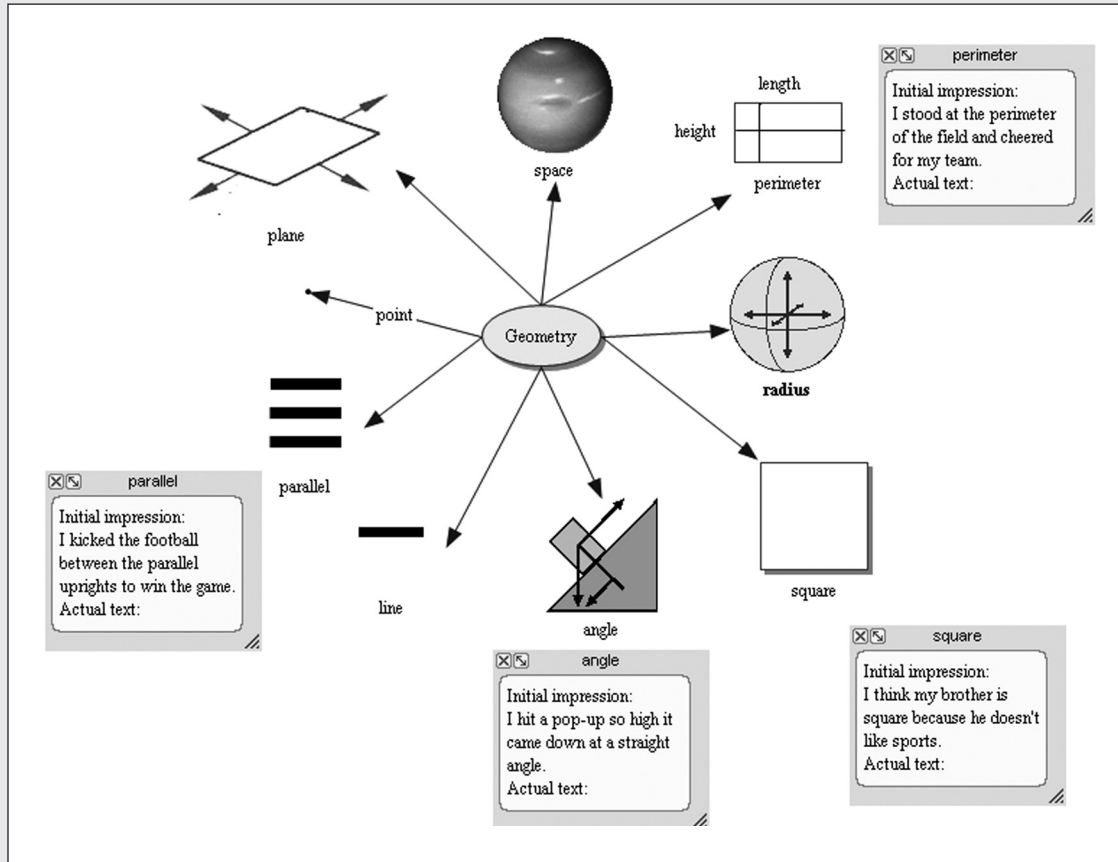 length
height
perimeter
space
plane
point
Geometry
radius
parallel
line
angle
square
perimeter
Initial impression:
I stood at the perimeter
of the field and cheered
for my team.
Actual text:
parallel
Initial impression:
I kicked the football
between the parallel
uprights to win the game.
Actual text:
angle
Initial impression:
I hit a pop-up so high it
came down at a straight
angle.
Actual text:
square
Initial impression:
I think my brother is
square because he doesn't
like sports.
Actual text: